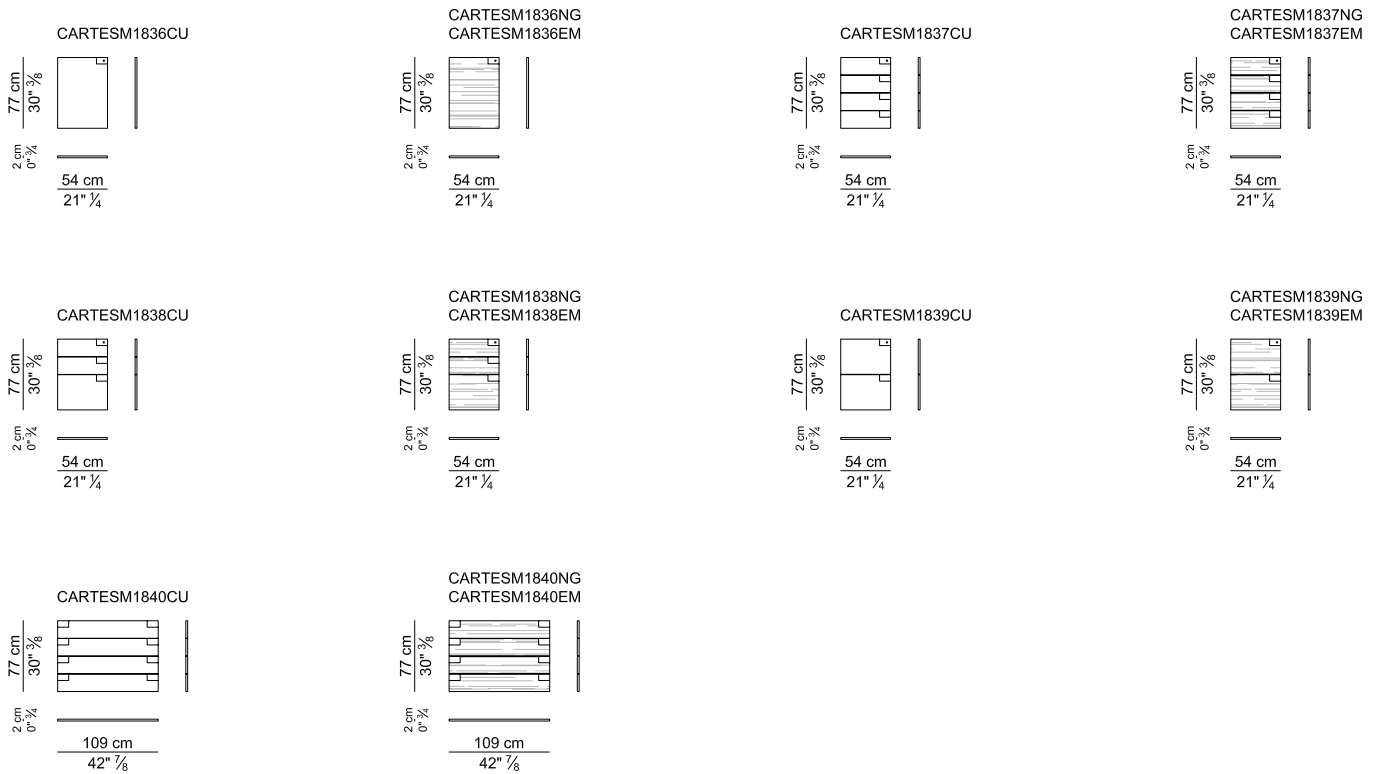 CARTESM1836CU
77 cm
30" 3/8
2 cm
0" 3/4
54 cm
21" 1/4
CARTESM1836NG
CARTESM1836EM
77 cm
30" 3/8
2 cm
0" 3/4
54 cm
21" 1/4
CARTESM1837CU
77 cm
30" 3/8
2 cm
0" 3/4
54 cm
21" 1/4
CARTESM1837NG
CARTESM1837EM
77 cm
30" 3/8
2 cm
0" 3/4
54 cm
21" 1/4
CARTESM1838CU
77 cm
30" 3/8
2 cm
0" 3/4
54 cm
21" 1/4
CARTESM1838NG
CARTESM1838EM
77 cm
30" 3/8
2 cm
0" 3/4
54 cm
21" 1/4
CARTESM1839CU
77 cm
30" 3/8
2 cm
0" 3/4
54 cm
21" 1/4
CARTESM1839NG
CARTESM1839EM
77 cm
30" 3/8
2 cm
0" 3/4
54 cm
21" 1/4
CARTESM1840CU
77 cm
30" 3/8
2 cm
0" 3/4
109 cm
42" 7/8
CARTESM1840NG
CARTESM1840EM
77 cm
30" 3/8
2 cm
0" 3/4
109 cm
42" 7/8